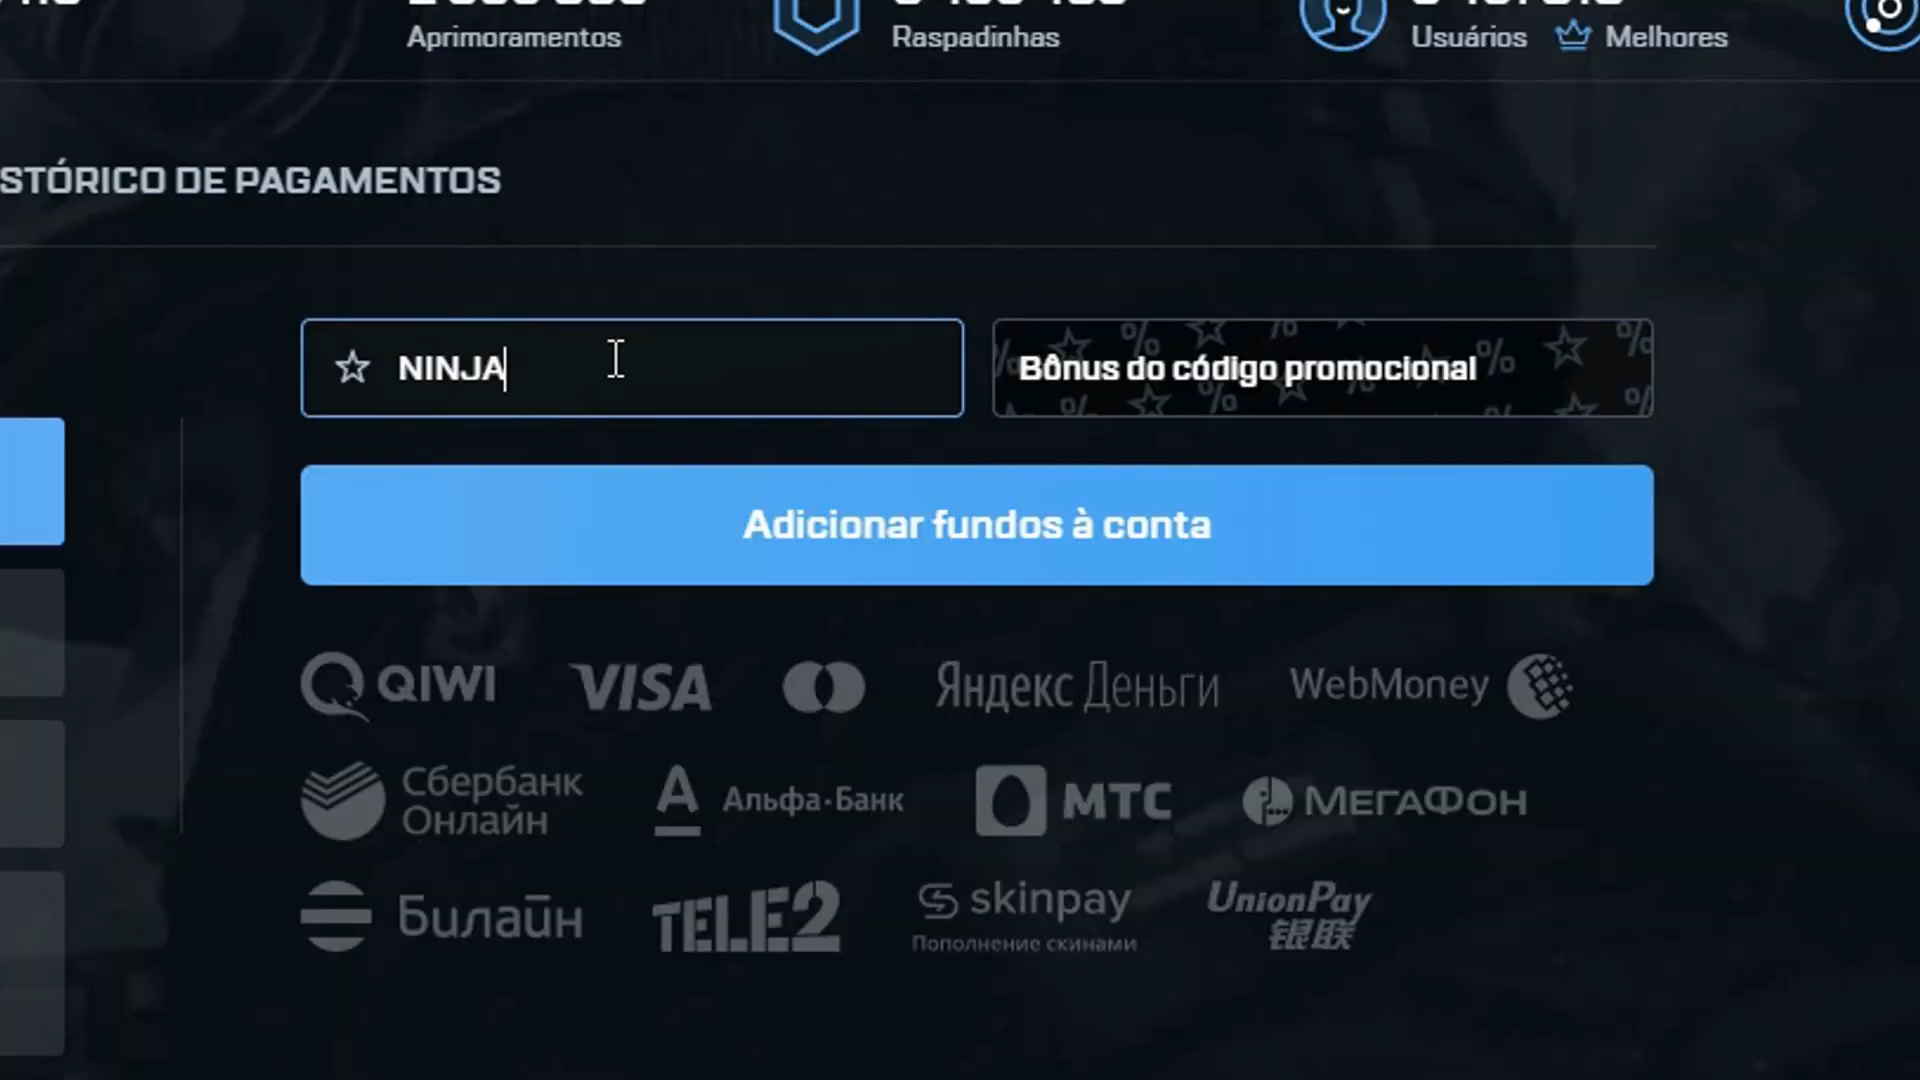 Aprimoramentos
Raspadinhas
Usuários
Melhores
STÓRICO DE PAGAMENTOS
NINJA
Bônus do código promocional
Adicionar fundos à conta
QIWI
VISA
Яндекс Деньги
WebMoney
Сбербанк
Онлайн
Альфа·Банк
МТС
МЕГАФОН
Билайн
TELE2
skinpay
Пополнение скинами
UnionPay
银联